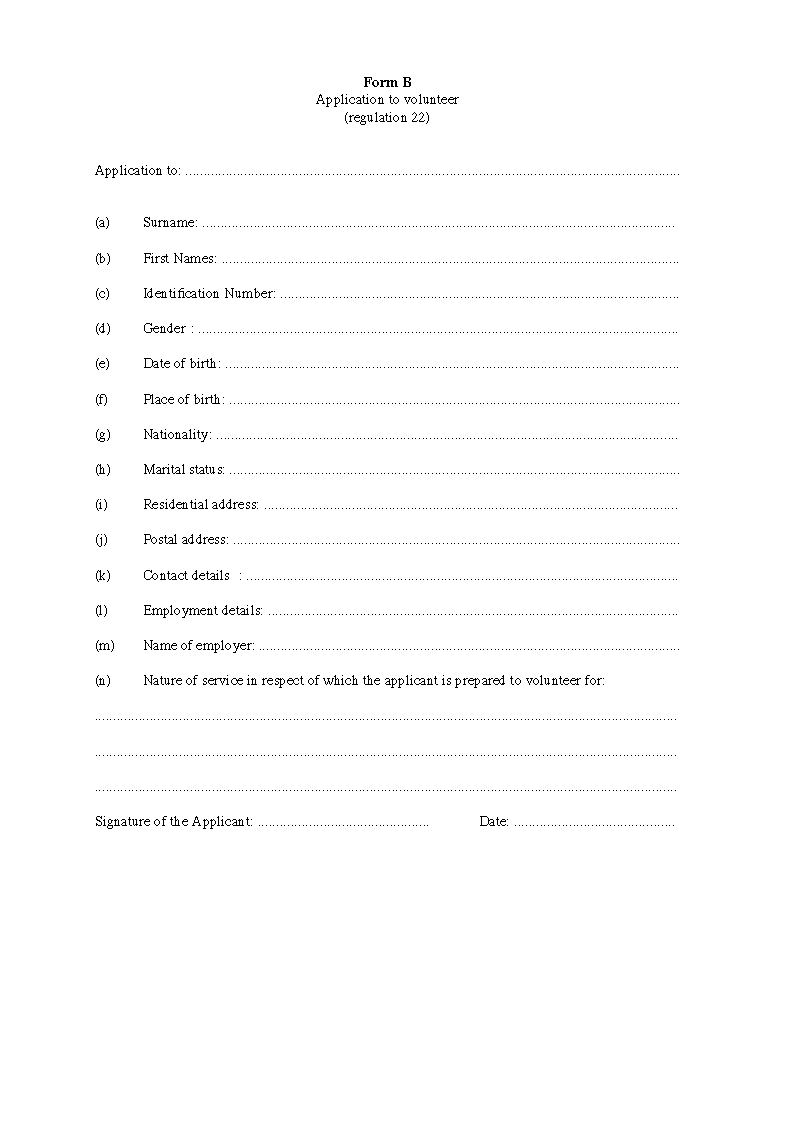 Form B
Application to volunteer
(regulation 22)
Application to: ........................................................................................................................................
(a) Surname: ..................................................................................................................................
(b) First Names: ..............................................................................................................................
(c) Identification Number: .............................................................................................................
(d) Gender : ....................................................................................................................................
(e) Date of birth: .............................................................................................................................
(f) Place of birth: ............................................................................................................................
(g) Nationality: ...............................................................................................................................
(h) Marital status: ............................................................................................................................
(i) Residential address: ..................................................................................................................
(j) Postal address: ...........................................................................................................................
(k) Contact details : .......................................................................................................................
(l) Employment details: .................................................................................................................
(m) Name of employer: ....................................................................................................................
(n) Nature of service in respect of which the applicant is prepared to volunteer for:
................................................................................................................................................................
................................................................................................................................................................
................................................................................................................................................................
Signature of the Applicant: ............................................... Date: ............................................